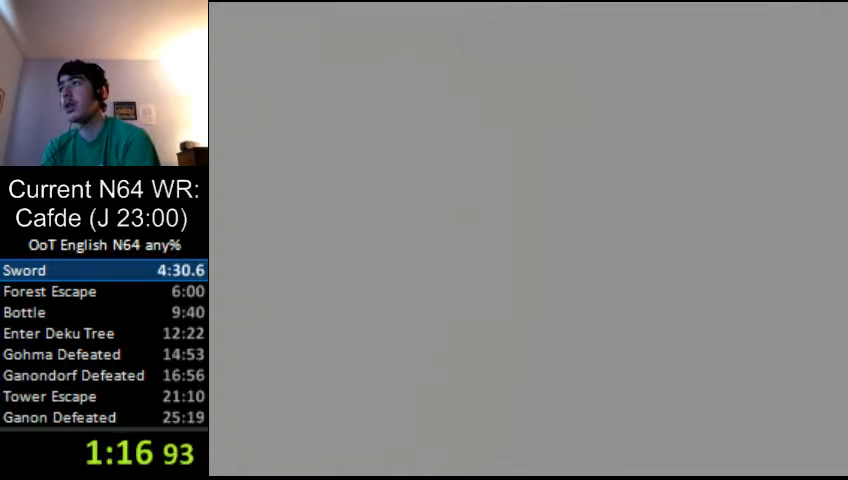 Current N64 WR:
Cafde (J 23:00)
OoT English N64 any%
Sword 4:30.6
Forest Escape 6:00
Bottle 9:40
Enter Deku Tree 12:22
Gohma Defeated 14:53
Ganondorf Defeated 16:56
Tower Escape 21:10
Ganon Defeated 25:19
1:16 93